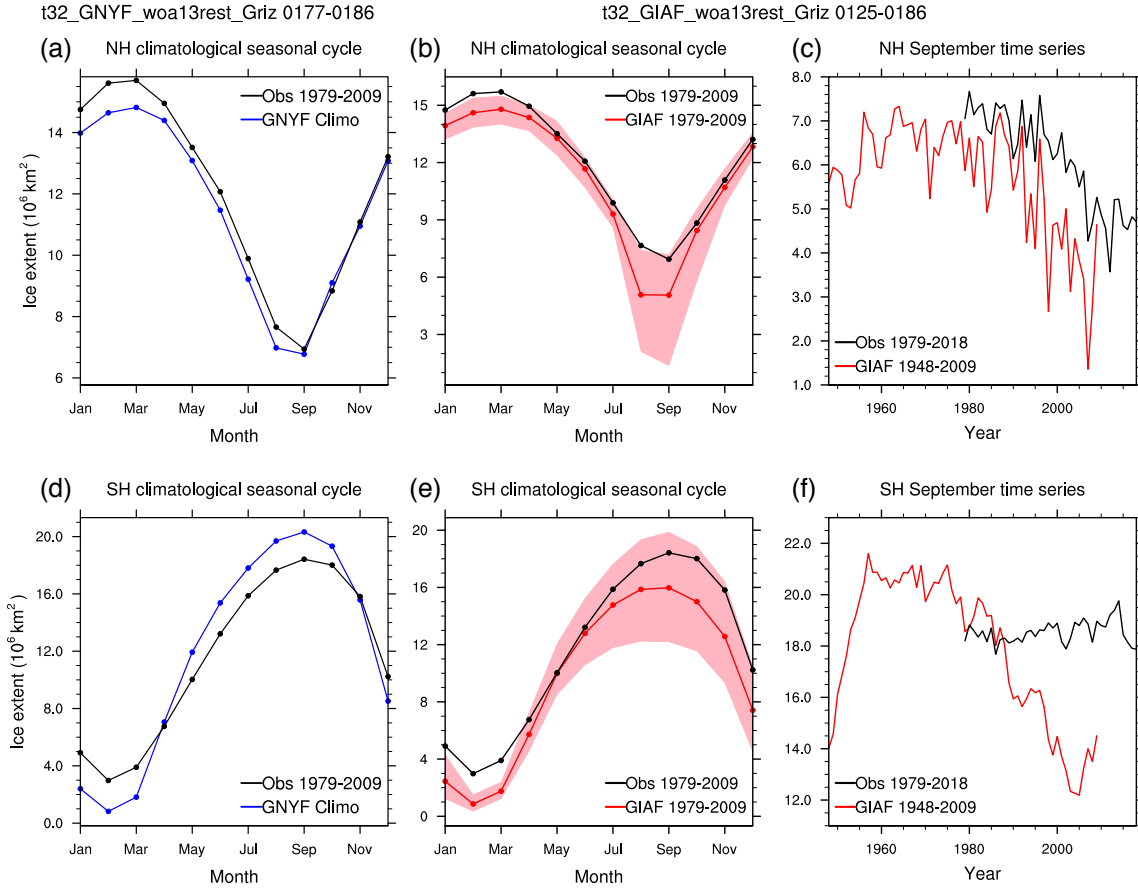 t32_GNYF_woa13rest_Griz 0177-0186
t32_GIAF_woa13rest_Griz 0125-0186
(a) NH climatological seasonal cycle
Ice extent (10⁶ km²)
14
12
10
8
6
Obs 1979-2009
GNYF Climo
Jan Mar May Jul Sep Nov
Month
(b) NH climatological seasonal cycle
15
12
9
6
3
Obs 1979-2009
GIAF 1979-2009
Jan Mar May Jul Sep Nov
Month
(c) NH September time series
8.0
7.0
6.0
5.0
4.0
3.0
2.0
1.0
Obs 1979-2018
GIAF 1948-2009
1960 1980 2000
Year
(d) SH climatological seasonal cycle
Ice extent (10⁶ km²)
20.0
16.0
12.0
8.0
4.0
0.0
Obs 1979-2009
GNYF Climo
Jan Mar May Jul Sep Nov
Month
(e) SH climatological seasonal cycle
20
16
12
8
4
0
Obs 1979-2009
GIAF 1979-2009
Jan Mar May Jul Sep Nov
Month
(f) SH September time series
22.0
20.0
18.0
16.0
14.0
12.0
Obs 1979-2018
GIAF 1948-2009
1960 1980 2000
Year